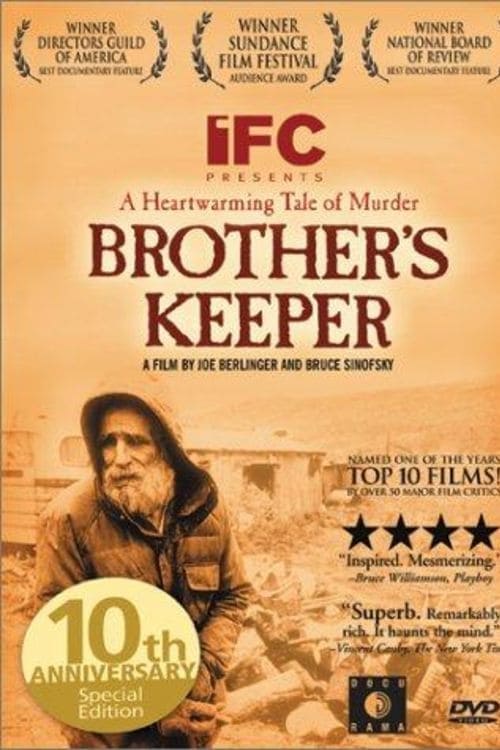 WINNER
DIRECTORS GUILD
OF AMERICA
BEST DOCUMENTARY FEATURE
WINNER
SUNDANCE
FILM FESTIVAL
AUDIENCE AWARD
WINNER
NATIONAL BOARD
OF REVIEW
BEST DOCUMENTARY FEATURE
iFC
PRESENTS
A Heartwarming Tale of Murder
BROTHER'S
KEEPER
A FILM BY JOE BERLINGER AND BRUCE SINOFSKY
NAMED ONE OF THE YEARS
TOP 10 FILMS!
BY OVER 50 MAJOR FILM CRITICS
"Inspired. Mesmerizing."
–Bruce Williamson, Playboy
"Superb. Remarkably
rich. It haunts the mind."
–Vincent Canby, The New York Tim
10th
ANNIVERSARY
Special
Edition
DOCU
RAMA
DVD
VIDEO